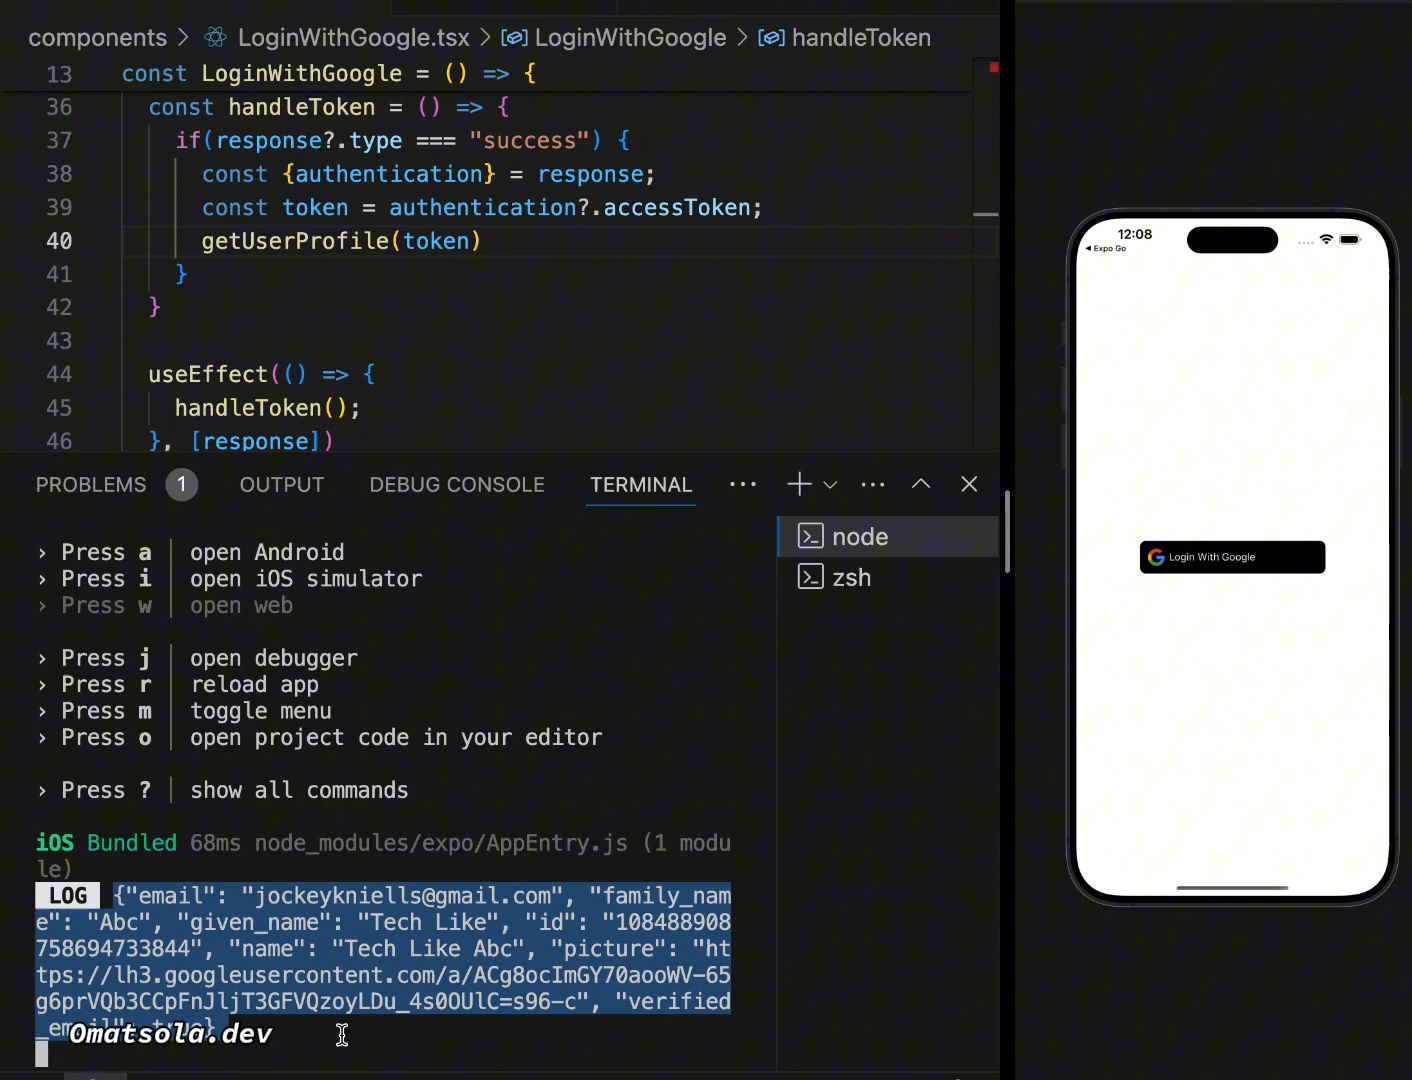 components > LoginWithGoogle.tsx > LoginWithGoogle > handleToken
13 const LoginWithGoogle = () => {
36 const handleToken = () => {
37 if(response?.type === "success") {
38 const {authentication} = response;
39 const token = authentication?.accessToken;
40 getUserProfile(token)
41 }
42 }
43
44 useEffect(() => {
45 handleToken();
46 }, [response])
PROBLEMS 1 OUTPUT DEBUG CONSOLE TERMINAL
› Press a | open Android
› Press i | open iOS simulator
› Press w | open web
› Press j | open debugger
› Press r | reload app
› Press m | toggle menu
› Press o | open project code in your editor
› Press ? | show all commands
iOS Bundled 68ms node_modules/expo/AppEntry.js (1 modu
le)
LOG {"email": "jockeykniells@gmail.com", "family_nam
e": "Abc", "given_name": "Tech Like", "id": "108488908
758694733844", "name": "Tech Like Abc", "picture": "ht
tps://lh3.googleusercontent.com/a/ACg8ocImGY70aooWV-65
g6prVQb3CCpFnJljT3GFVQzoyLDu_4s0OUlC=s96-c", "verified
Omatsola.dev
node
zsh
12:08
Expo Go
Login With Google